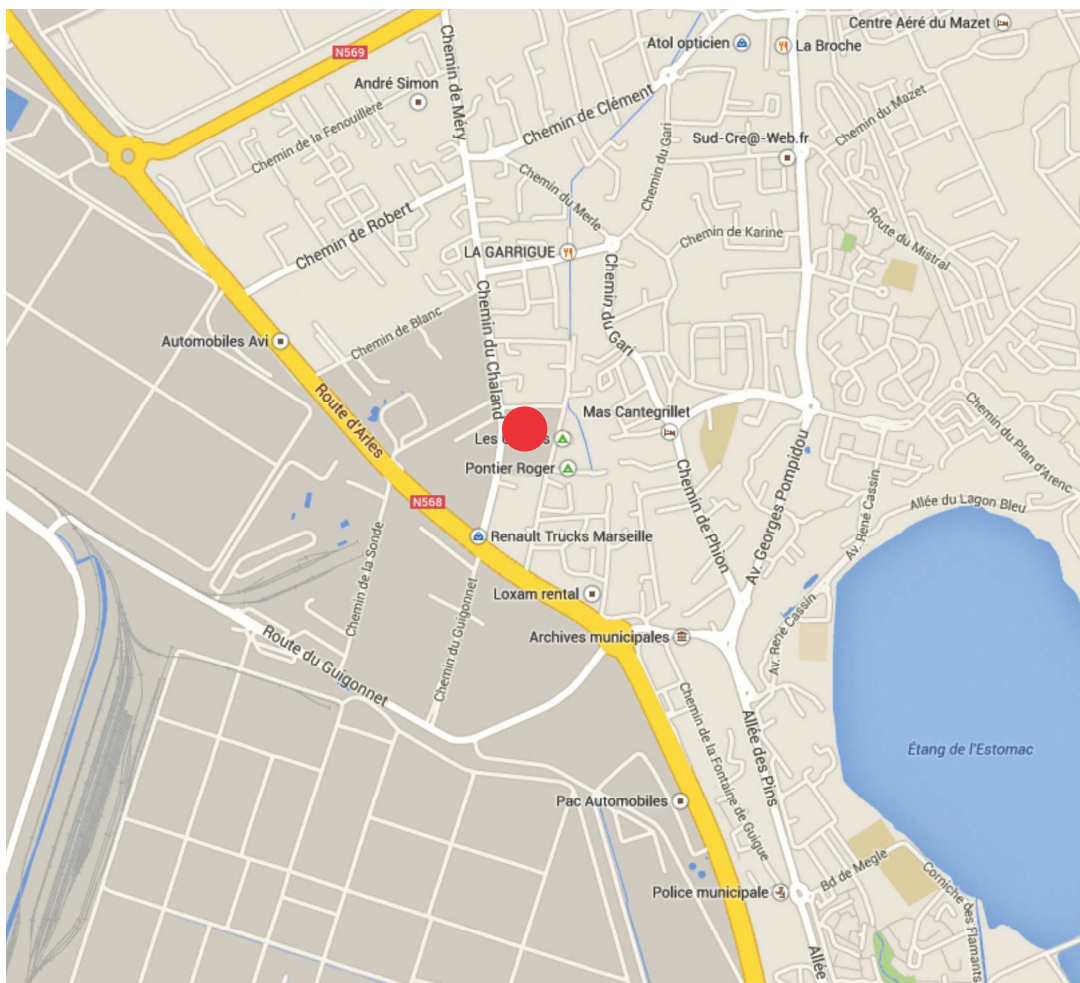 Centre Aéré du Mazet
Atol opticien
La Broche
N569
Chemin de Méry
André Simon
Chemin de la Fenouillère
Chemin de Clément
Chemin du Mazet
Sud-Cre@-Web.fr
Chemin du Gari
Chemin du Merle
Chemin de Robert
Route du Mistral
Chemin de Karine
LA GARRIGUE
Chemin du Gari
Chemin du Chaland
Chemin de Blanc
Automobiles Avi
Route d'Arles
Mas Cantegrillet
Les
Pontier Roger
Chemin du Plan d'Arenc
Av. Georges Pompidou
Av. René Cassin
Allée du Lagon Bleu
N568
Chemin de Phion
Renault Trucks Marseille
Chemin de la Sonde
Loxam rental
Archives municipales
Av. René Cassin
Route du Guigonnet
Chemin du Guigonnet
Chemin de la Fontaine de Guigue
Allée des Pins
Étang de l'Estomac
Pac Automobiles
Bd de Megle
Police municipale
Corniche des Flamants
Allée